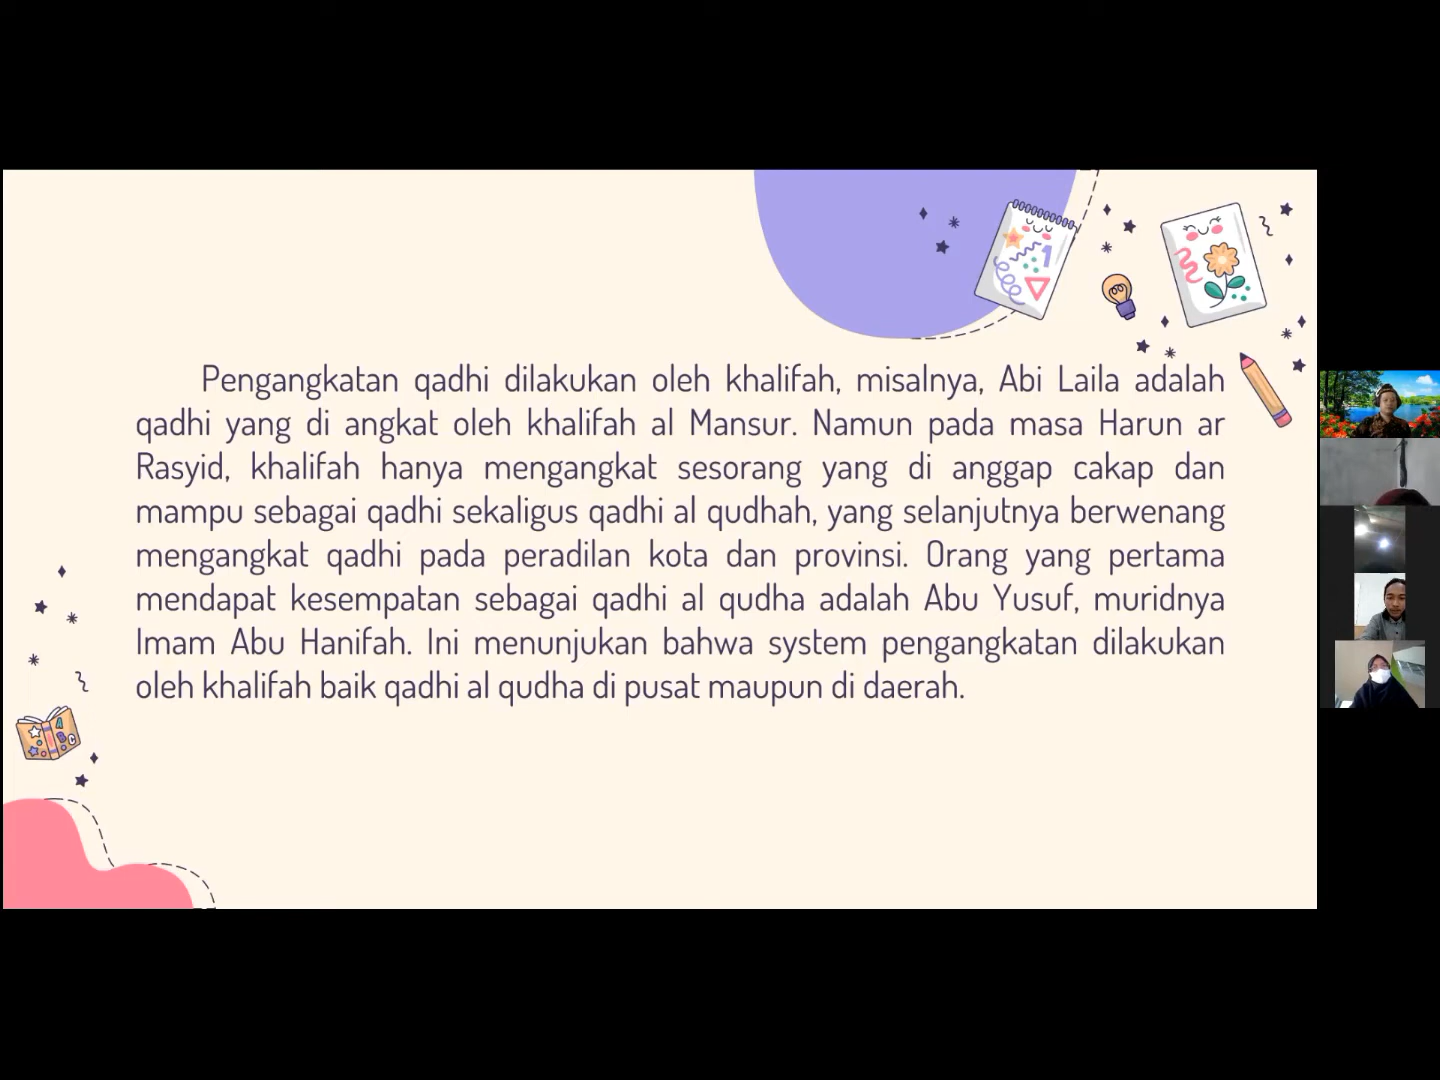 Pengangkatan qadhi dilakukan oleh khalifah, misalnya, Abi Laila adalah
qadhi yang di angkat oleh khalifah al Mansur. Namun pada masa Harun ar
Rasyid, khalifah hanya mengangkat sesorang yang di anggap cakap dan
mampu sebagai qadhi sekaligus qadhi al qudhah, yang selanjutnya berwenang
mengangkat qadhi pada peradilan kota dan provinsi. Orang yang pertama
mendapat kesempatan sebagai qadhi al qudha adalah Abu Yusuf, muridnya
Imam Abu Hanifah. Ini menunjukan bahwa system pengangkatan dilakukan
oleh khalifah baik qadhi al qudha di pusat maupun di daerah.
1
A
B
C